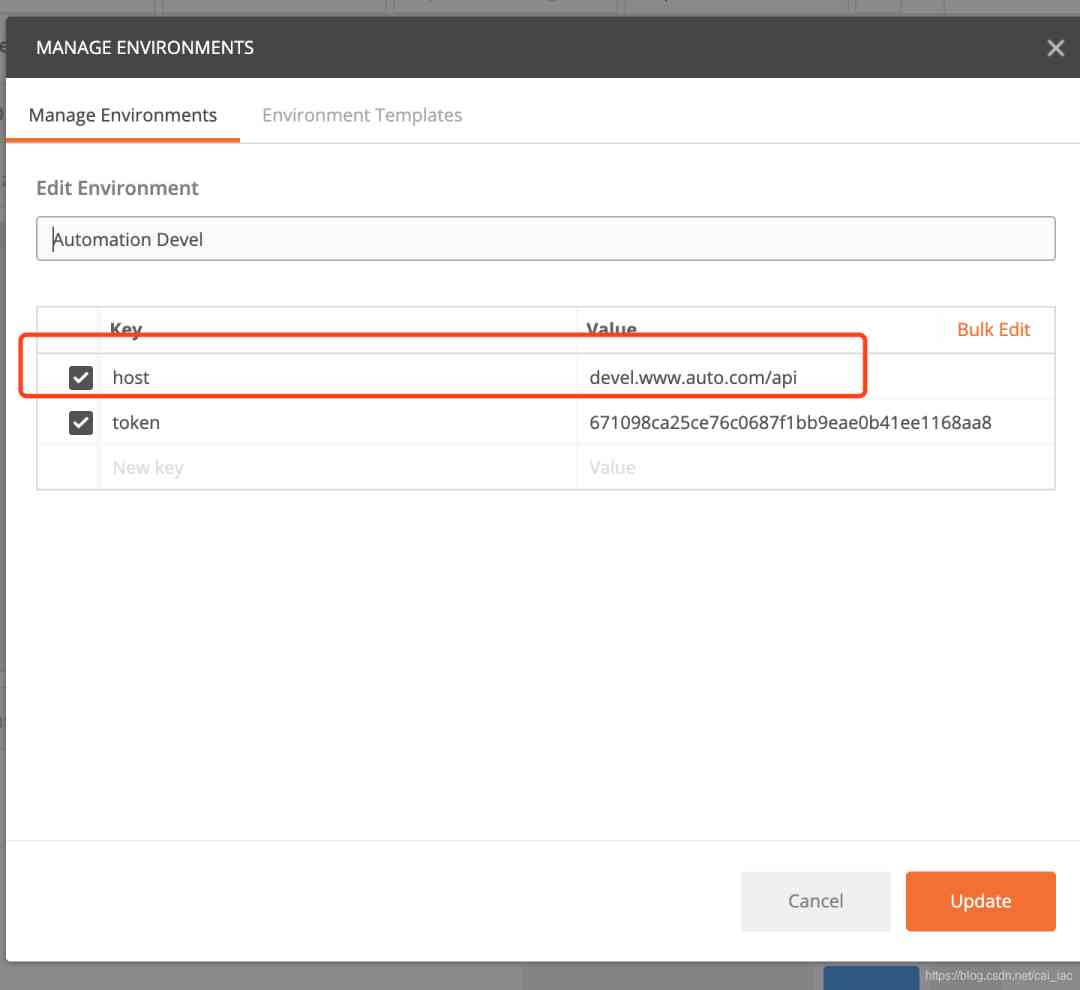 MANAGE ENVIRONMENTS
Manage Environments Environment Templates
Edit Environment
Automation Devel
Key Value Bulk Edit
host devel.www.auto.com/api
token 671098ca25ce76c0687f1bb9eae0b41ee1168aa8
New key Value
Cancel Update
https://blog.csdn.net/cai_iac